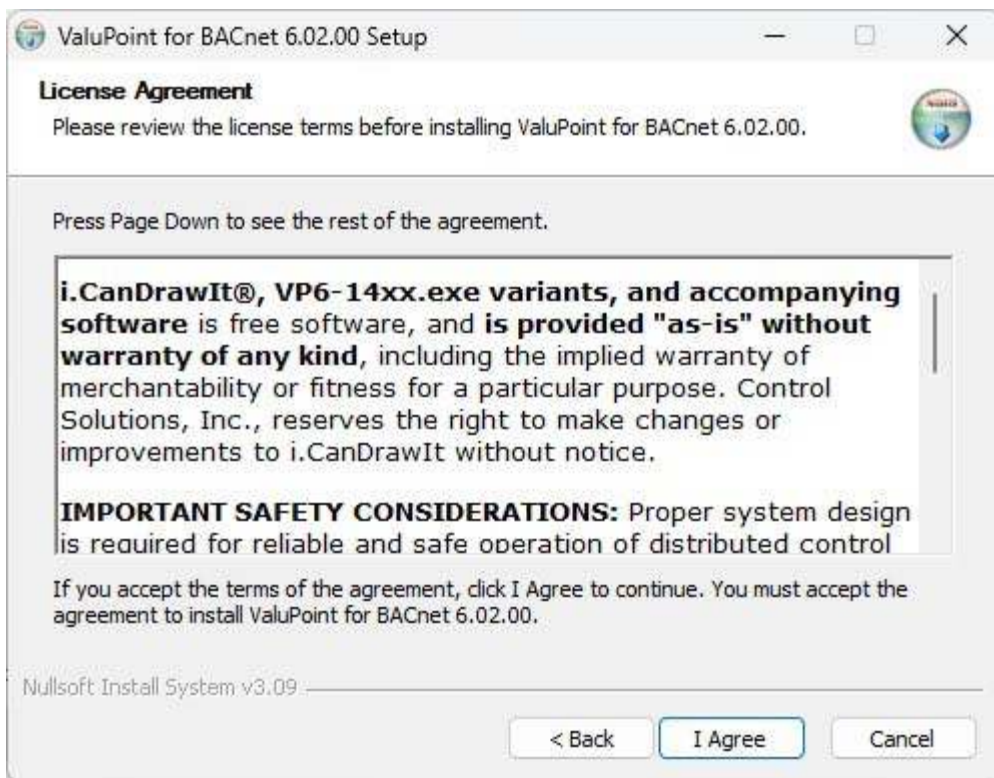 ValuPoint for BACnet 6.02.00 Setup
License Agreement
Please review the license terms before installing ValuPoint for BACnet 6.02.00.
Press Page Down to see the rest of the agreement.
i.CanDrawIt®, VP6-14xx.exe variants, and accompanying
software is free software, and is provided "as-is" without
warranty of any kind, including the implied warranty of
merchantability or fitness for a particular purpose. Control
Solutions, Inc., reserves the right to make changes or
improvements to i.CanDrawIt without notice.
IMPORTANT SAFETY CONSIDERATIONS: Proper system design
is required for reliable and safe operation of distributed control
If you accept the terms of the agreement, click I Agree to continue. You must accept the
agreement to install ValuPoint for BACnet 6.02.00.
Nullsoft Install System v3.09
< Back
I Agree
Cancel